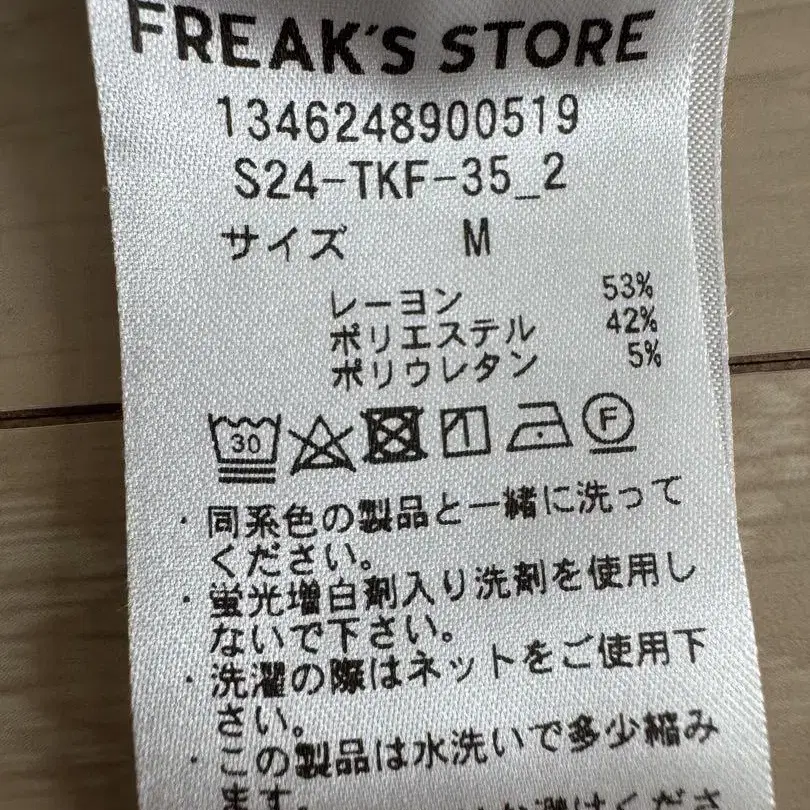 FREAK'S STORE
1346248900519
S24-TKF-35_2
サイズ M
レーヨン 53%
ポリエステル 42%
ポリウレタン 5%
30 F
・同系色の製品と一緒に洗って
ください。
・蛍光増白剤入り洗剤を使用し
ないで下さい。
・洗濯の際はネットをご使用下
さい。
・この製品は水洗いで多少縮み
ます。